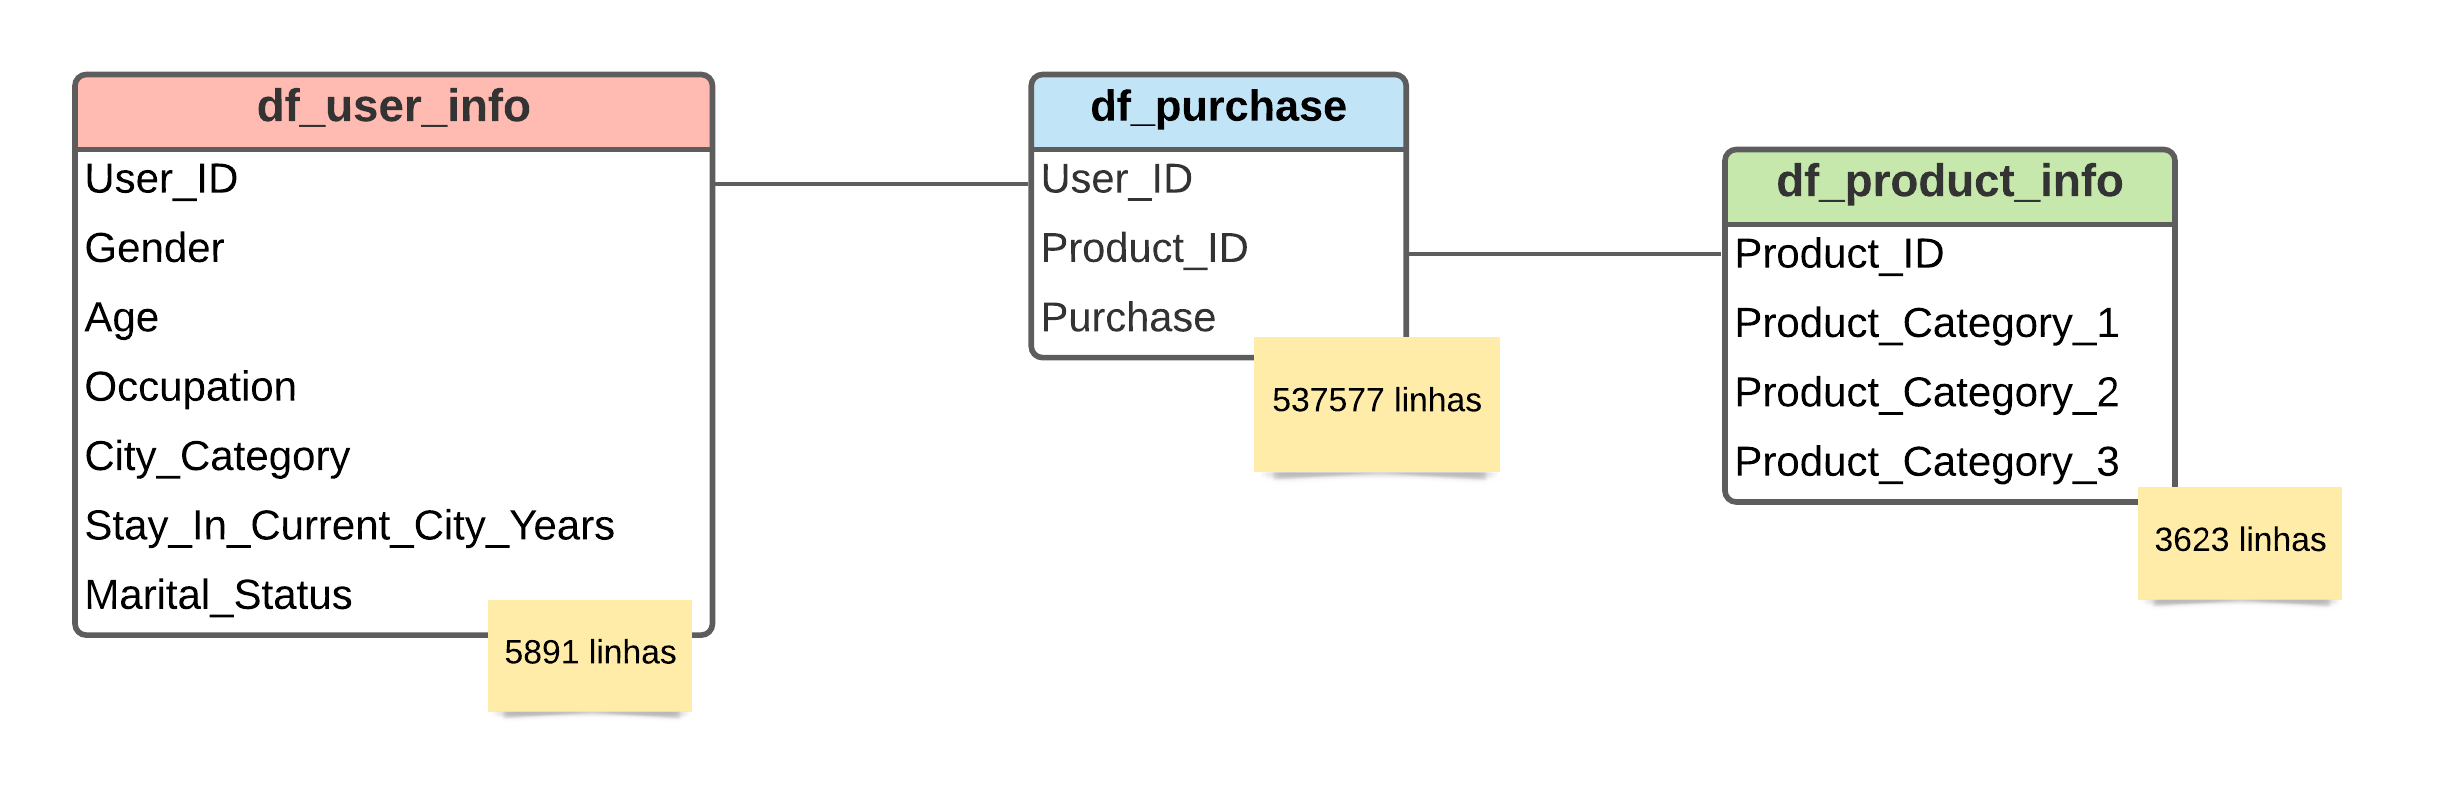 df_user_info
User_ID
Gender
Age
Occupation
City_Category
Stay_In_Current_City_Years
Marital_Status
5891 linhas
df_purchase
User_ID
Product_ID
Purchase
537577 linhas
df_product_info
Product_ID
Product_Category_1
Product_Category_2
Product_Category_3
3623 linhas